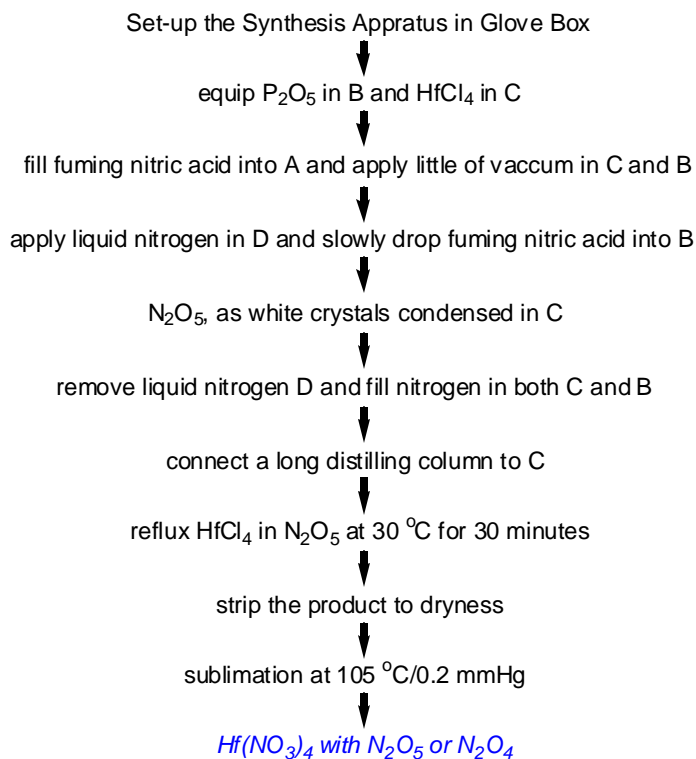 Set-up the Synthesis Appratus in Glove Box
equip P₂O₅ in B and HfCl₄ in C
fill fuming nitric acid into A and apply little of vaccum in C and B
apply liquid nitrogen in D and slowly drop fuming nitric acid into B
N₂O₅, as white crystals condensed in C
remove liquid nitrogen D and fill nitrogen in both C and B
connect a long distilling column to C
reflux HfCl₄ in N₂O₅ at 30 °C for 30 minutes
strip the product to dryness
sublimation at 105 °C/0.2 mmHg
Hf(NO₃)₄ with N₂O₅ or N₂O₄